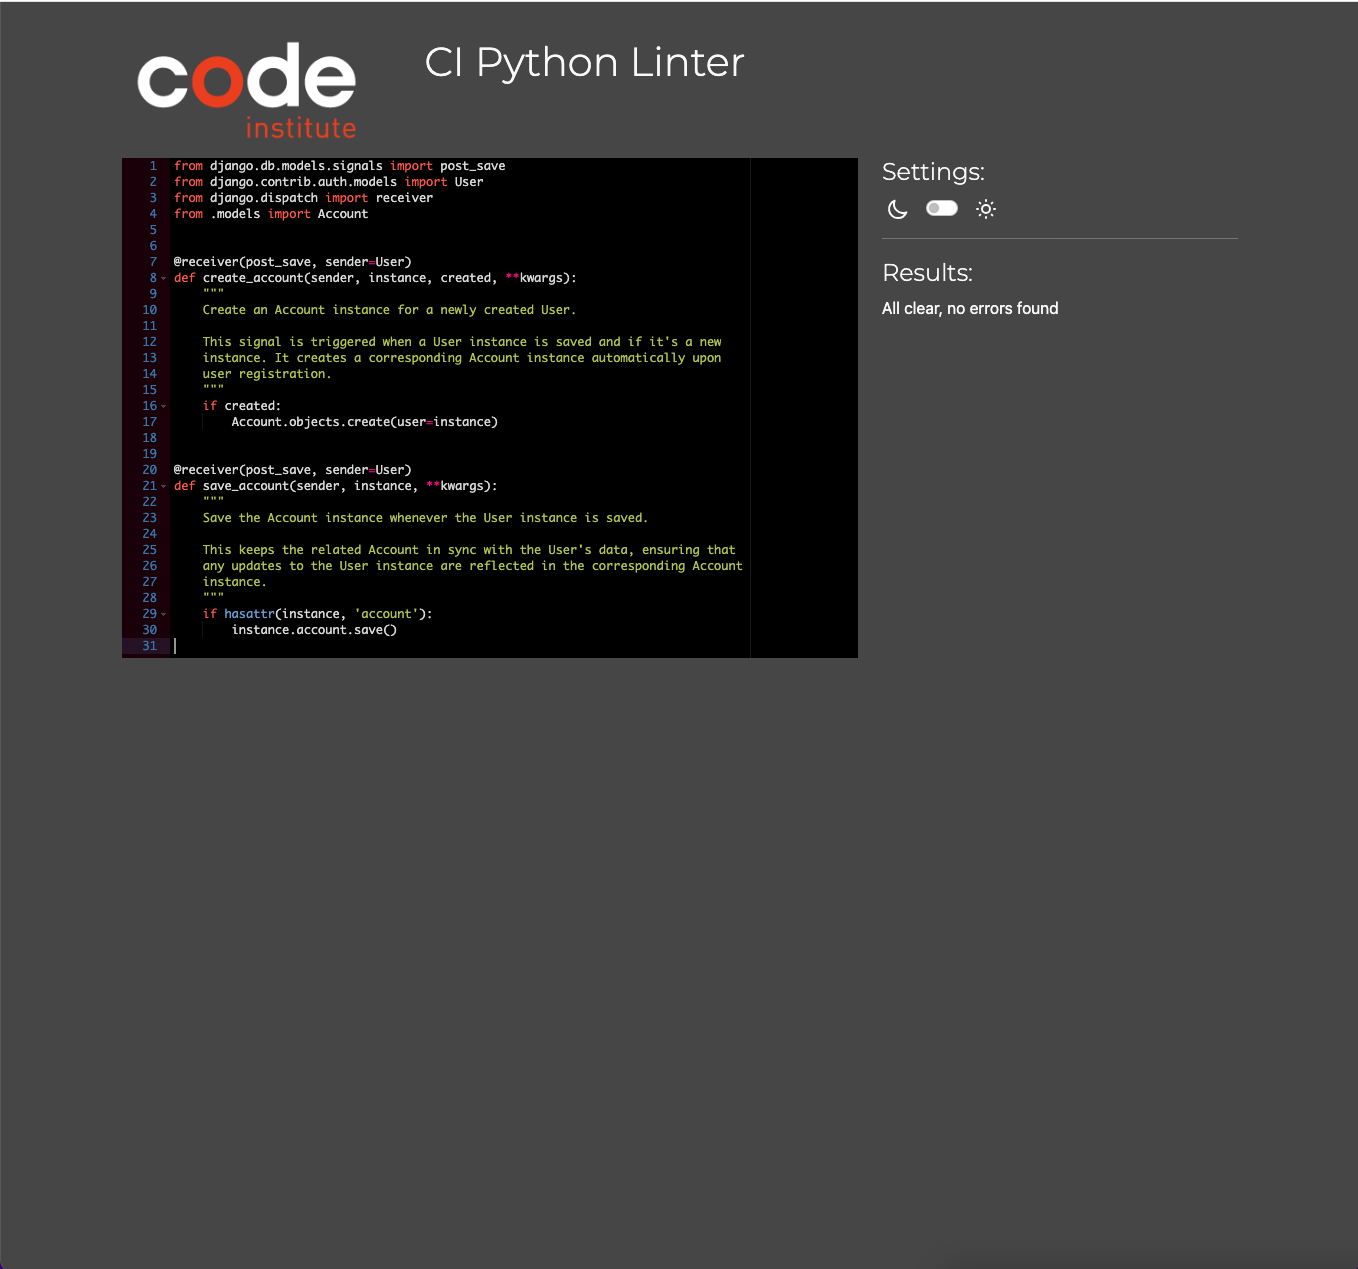 code
institute
CI Python Linter
1 from django.db.models.signals import post_save
2 from django.contrib.auth.models import User
3 from django.dispatch import receiver
4 from .models import Account
5
6
7 @receiver(post_save, sender=User)
8 def create_account(sender, instance, created, **kwargs):
9     """
10     Create an Account instance for a newly created User.
11
12     This signal is triggered when a User instance is saved and if it's a new
13     instance. It creates a corresponding Account instance automatically upon
14     user registration.
15     """
16     if created:
17         Account.objects.create(user=instance)
18
19
20 @receiver(post_save, sender=User)
21 def save_account(sender, instance, **kwargs):
22     """
23     Save the Account instance whenever the User instance is saved.
24
25     This keeps the related Account in sync with the User's data, ensuring that
26     any updates to the User instance are reflected in the corresponding Account
27     instance.
28     """
29     if hasattr(instance, 'account'):
30         instance.account.save()
31
Settings:
Results:
All clear, no errors found